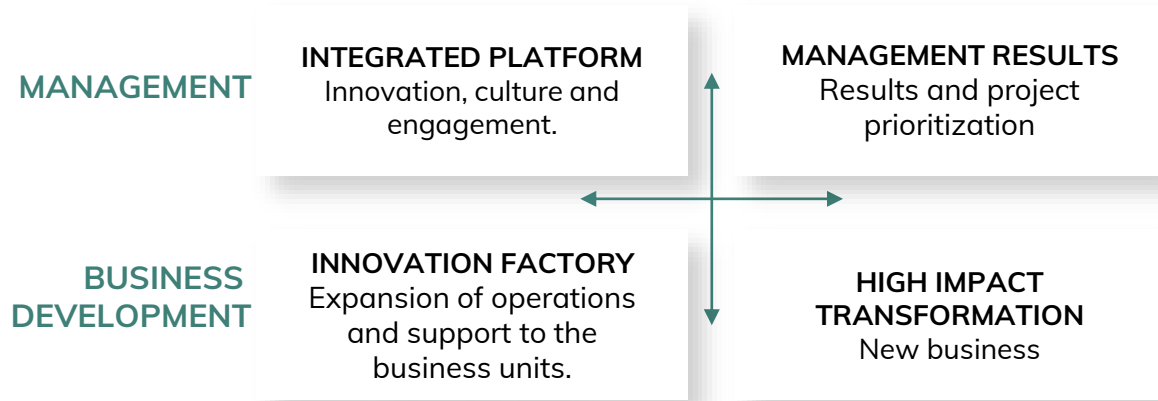 MANAGEMENT
INTEGRATED PLATFORM
Innovation, culture and
engagement.
MANAGEMENT RESULTS
Results and project
prioritization
BUSINESS
DEVELOPMENT
INNOVATION FACTORY
Expansion of operations
and support to the
business units.
HIGH IMPACT
TRANSFORMATION
New business